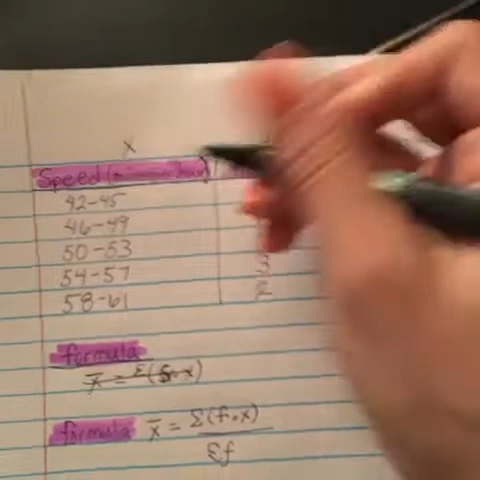 x
Speed
42-45
46-49
50-53
54-57 3
58-61 2
formula
x̄ = Σ(f·x)
formula x̄ = Σ(f·x)
Σf